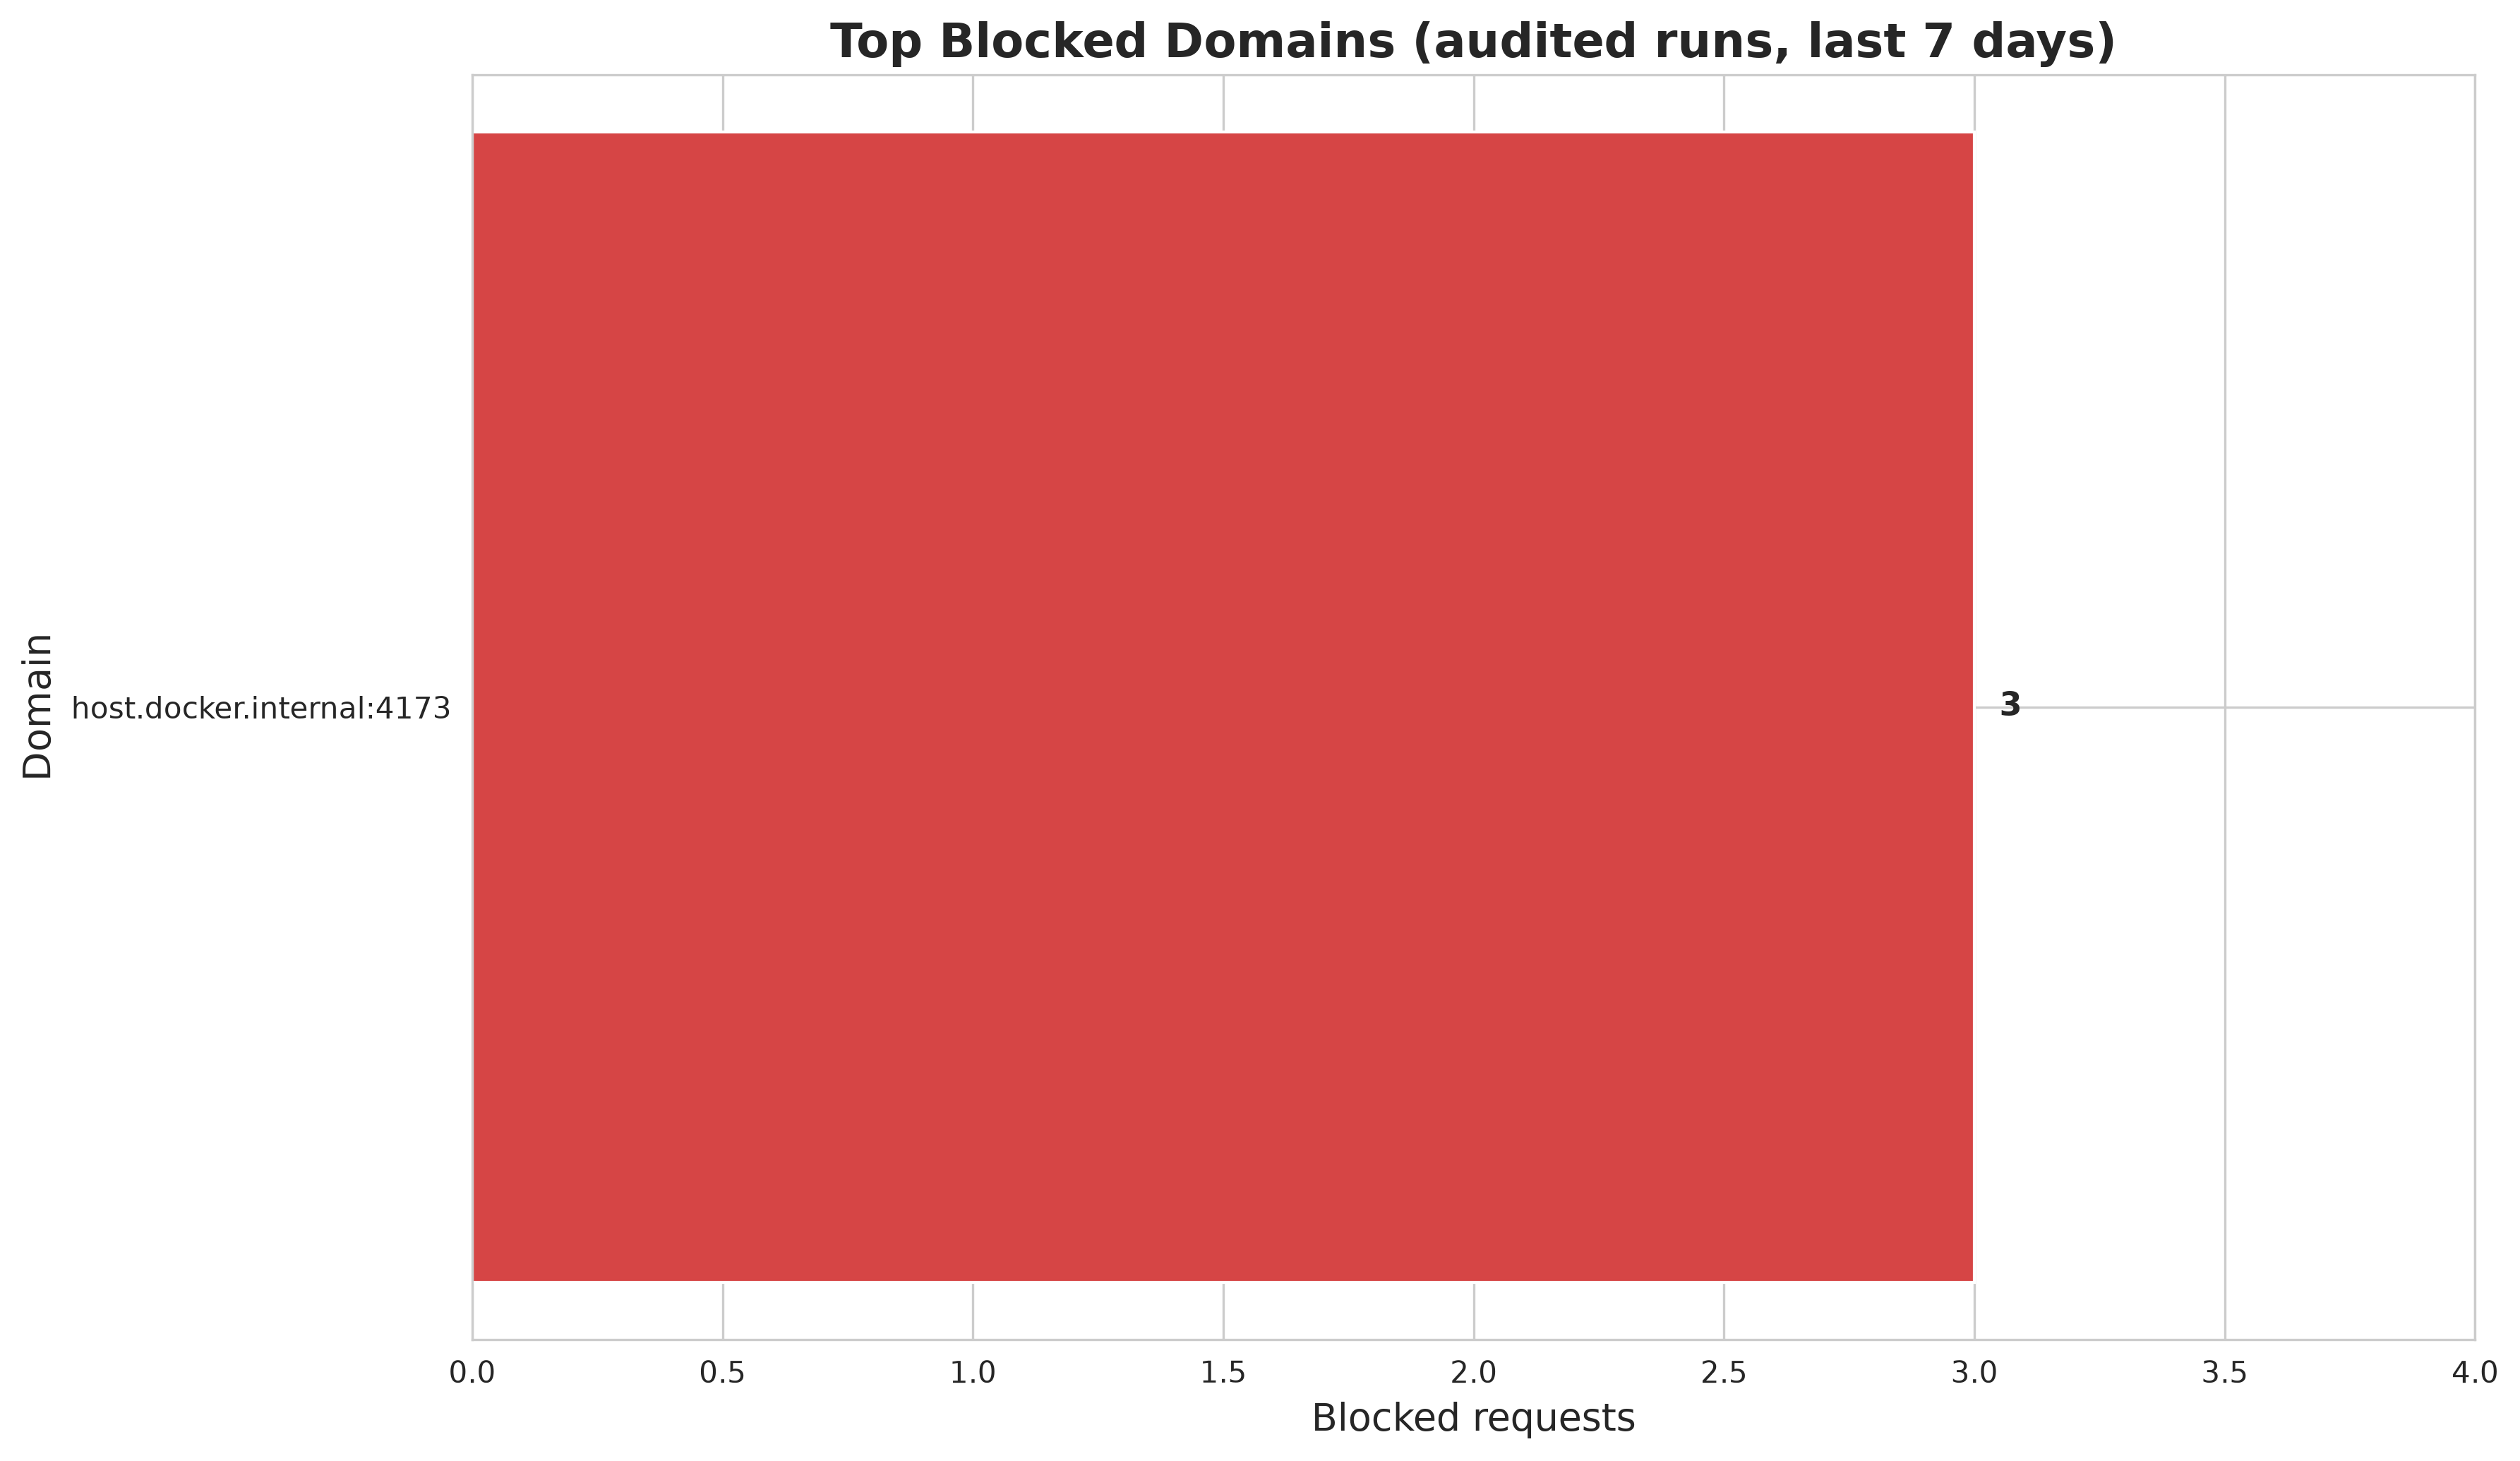 Top Blocked Domains (audited runs, last 7 days)
Domain
host.docker.internal:4173
3
0.0 0.5 1.0 1.5 2.0 2.5 3.0 3.5 4.0
Blocked requests